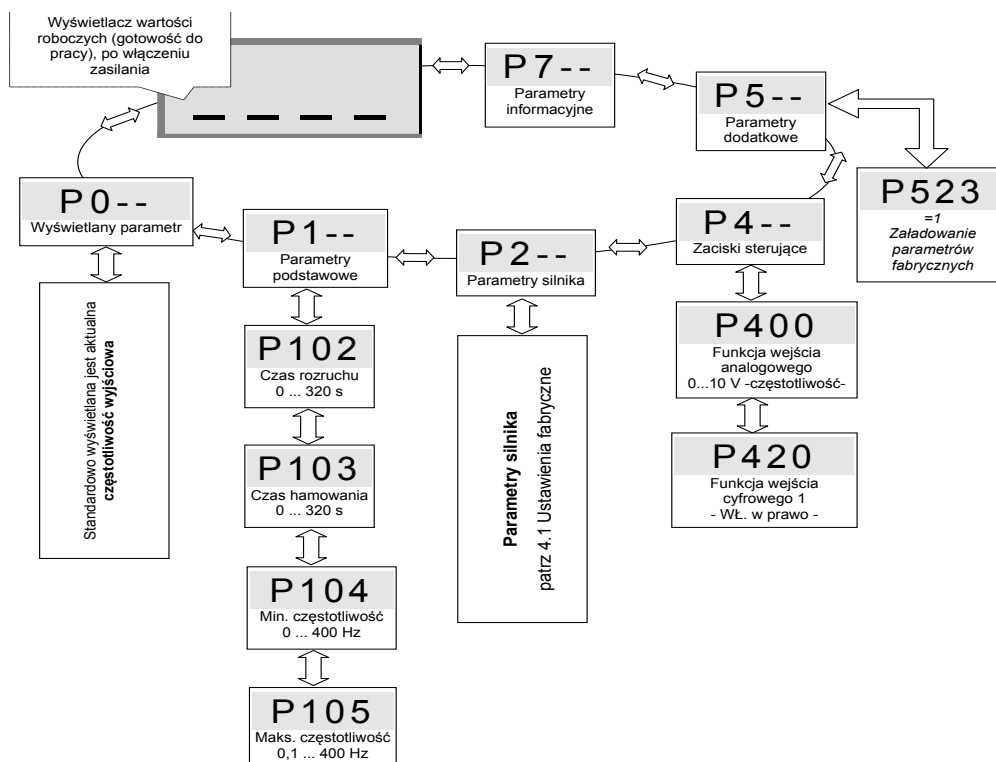 Wyświetlacz wartości
roboczych (gotowość do
pracy), po włączeniu
zasilania
_ _ _ _
P7--
Parametry
informacyjne
P5--
Parametry
dodatkowe
P523
=1
Załadowanie
parametrów
fabrycznych
P0--
Wyświetlany parametr
P1--
Parametry
podstawowe
P2--
Parametry silnika
P4--
Zaciski sterujące
Standardowo wyświetlana jest aktualna
częstotliwość wyjściowa
P102
Czas rozruchu
0 ... 320 s
P103
Czas hamowania
0 ... 320 s
P104
Min. częstotliwość
0 ... 400 Hz
P105
Maks. częstotliwość
0,1 ... 400 Hz
Parametry silnika
patrz 4.1 Ustawienia fabryczne
P400
Funkcja wejścia
analogowego
0...10 V -częstotliwość-
P420
Funkcja wejścia
cyfrowego 1
- WŁ. w prawo -